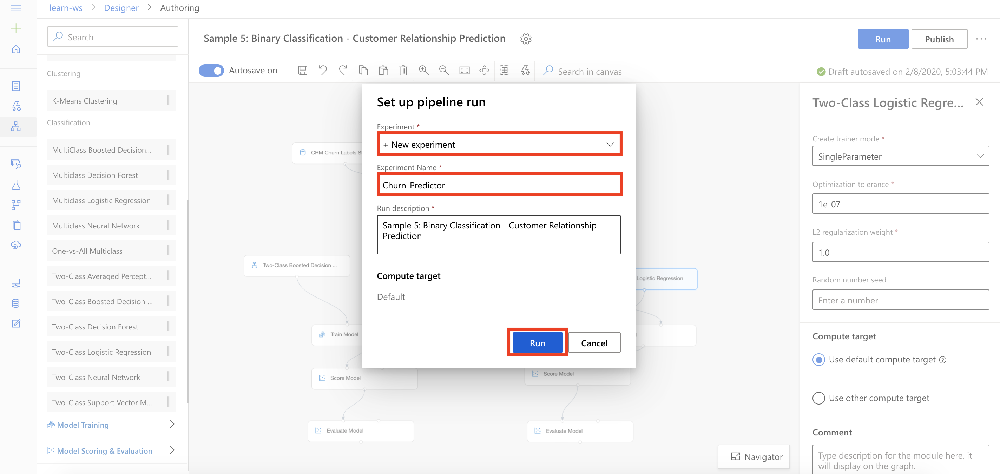 learn-ws > Designer > Authoring
Search
Clustering
K-Means Clustering
Classification
MultiClass Boosted Decision...
Multiclass Decision Forest
Multiclass Logistic Regression
Multiclass Neural Network
One-vs-All Multiclass
Two-Class Averaged Percept...
Two-Class Boosted Decision ...
Two-Class Decision Forest
Two-Class Logistic Regression
Two-Class Neural Network
Two-Class Support Vector M...
Model Training
Model Scoring & Evaluation
Sample 5: Binary Classification - Customer Relationship Prediction
Run
Publish
...
Autosave on
Search in canvas
Draft autosaved on 2/8/2020, 5:03:44 PM
CRM Churn Labels S
Two-Class Boosted Decision ...
Logistic Regression
Train Model
Score Model
Score Model
Evaluate Model
Evaluate Model
Navigator
Set up pipeline run
Experiment *
+ New experiment
Experiment Name *
Churn-Predictor
Run description *
Sample 5: Binary Classification - Customer Relationship
Prediction
Compute target
Default
Run
Cancel
Two-Class Logistic Regre...
Create trainer mode *
SingleParameter
Optimization tolerance *
1e-07
L2 regularization weight *
1.0
Random number seed
Enter a number
Compute target
Use default compute target
Use other compute target
Comment
Type description for the module here, it
will display on the graph.